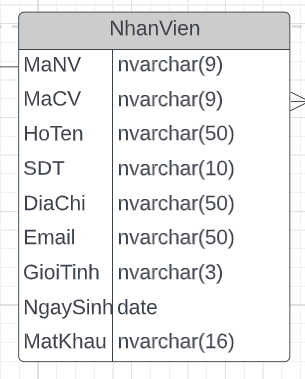 NhanVien
MaNV nvarchar(9)
MaCV nvarchar(9)
HoTen nvarchar(50)
SDT nvarchar(10)
DiaChi nvarchar(50)
Email nvarchar(50)
GioiTinh nvarchar(3)
NgaySinh date
MatKhau nvarchar(16)